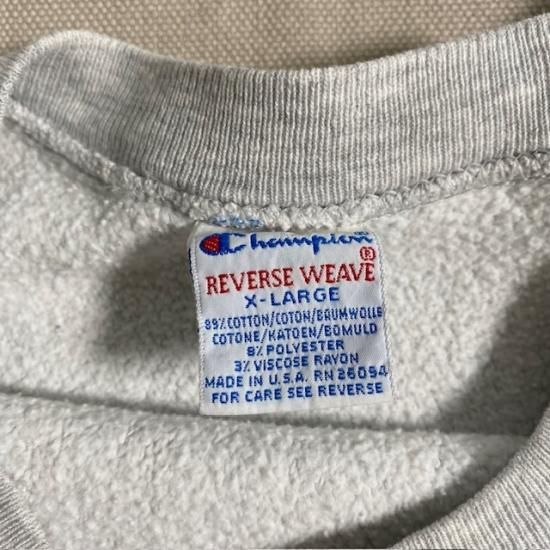 Champion
REVERSE WEAVE ®
X-LARGE
89% COTTON/COTON/BAUMWOLLE
COTONE/KATOEN/BOMULD
8% POLYESTER
3% VISCOSE RAYON
MADE IN U.S.A. RN 26094
FOR CARE SEE REVERSE